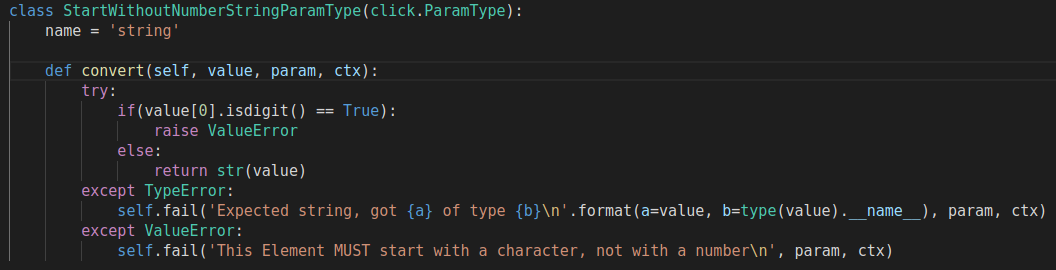 class StartWithoutNumberStringParamType(click.ParamType):
    name = 'string'

    def convert(self, value, param, ctx):
        try:
            if(value[0].isdigit() == True):
                raise ValueError
            else:
                return str(value)
        except TypeError:
            self.fail('Expected string, got {a} of type {b}\n'.format(a=value, b=type(value).__name__), param, ctx)
        except ValueError:
            self.fail('This Element MUST start with a character, not with a number\n', param, ctx)